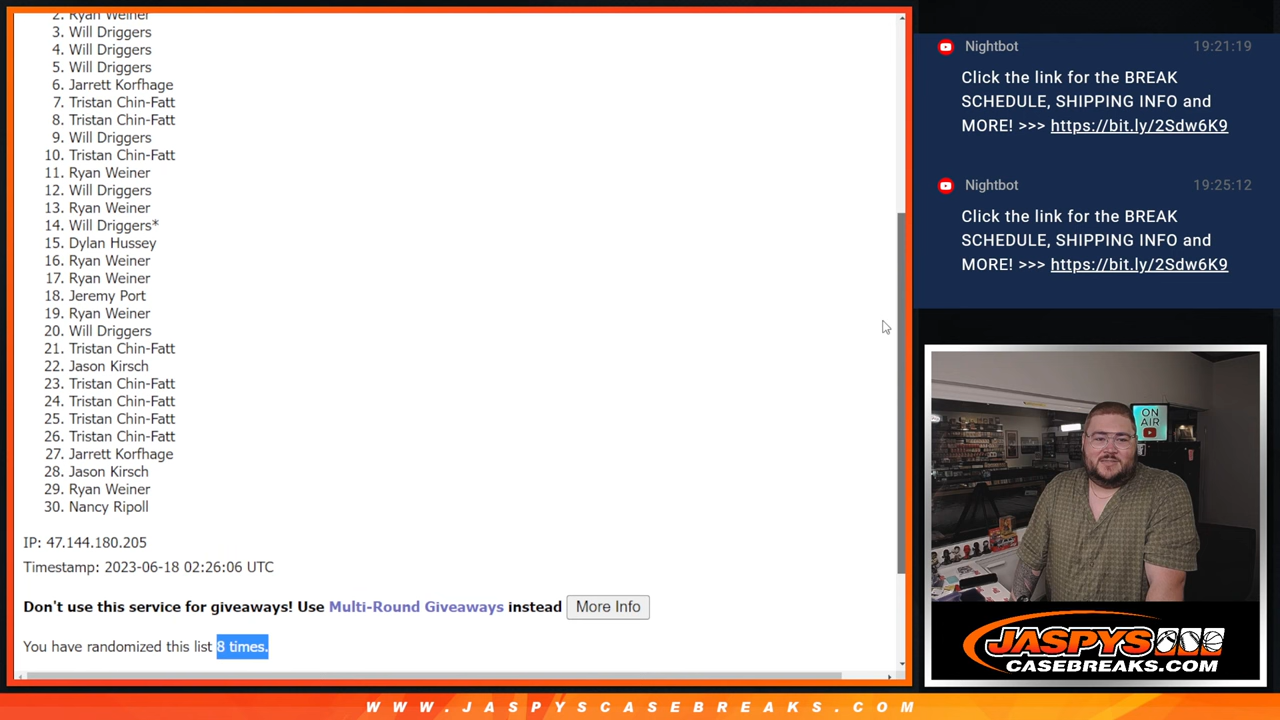 2. Ryan Weiner
3. Will Driggers
4. Will Driggers
5. Will Driggers
6. Jarrett Korfhage
7. Tristan Chin-Fatt
8. Tristan Chin-Fatt
9. Will Driggers
10. Tristan Chin-Fatt
11. Ryan Weiner
12. Will Driggers
13. Ryan Weiner
14. Will Driggers*
15. Dylan Hussey
16. Ryan Weiner
17. Ryan Weiner
18. Jeremy Port
19. Ryan Weiner
20. Will Driggers
21. Tristan Chin-Fatt
22. Jason Kirsch
23. Tristan Chin-Fatt
24. Tristan Chin-Fatt
25. Tristan Chin-Fatt
26. Tristan Chin-Fatt
27. Jarrett Korfhage
28. Jason Kirsch
29. Ryan Weiner
30. Nancy Ripoll
IP: 47.144.180.205
Timestamp: 2023-06-18 02:26:06 UTC
Don't use this service for giveaways! Use Multi-Round Giveaways instead More Info
You have randomized this list 8 times.
Nightbot 19:21:19
Click the link for the BREAK
SCHEDULE, SHIPPING INFO and
MORE! >>> https://bit.ly/2Sdw6K9
Nightbot 19:25:12
Click the link for the BREAK
SCHEDULE, SHIPPING INFO and
MORE! >>> https://bit.ly/2Sdw6K9
ON
AIR
JASPYS
CASEBREAKS.COM
WWW.JASPYSCASEBREAKS.COM